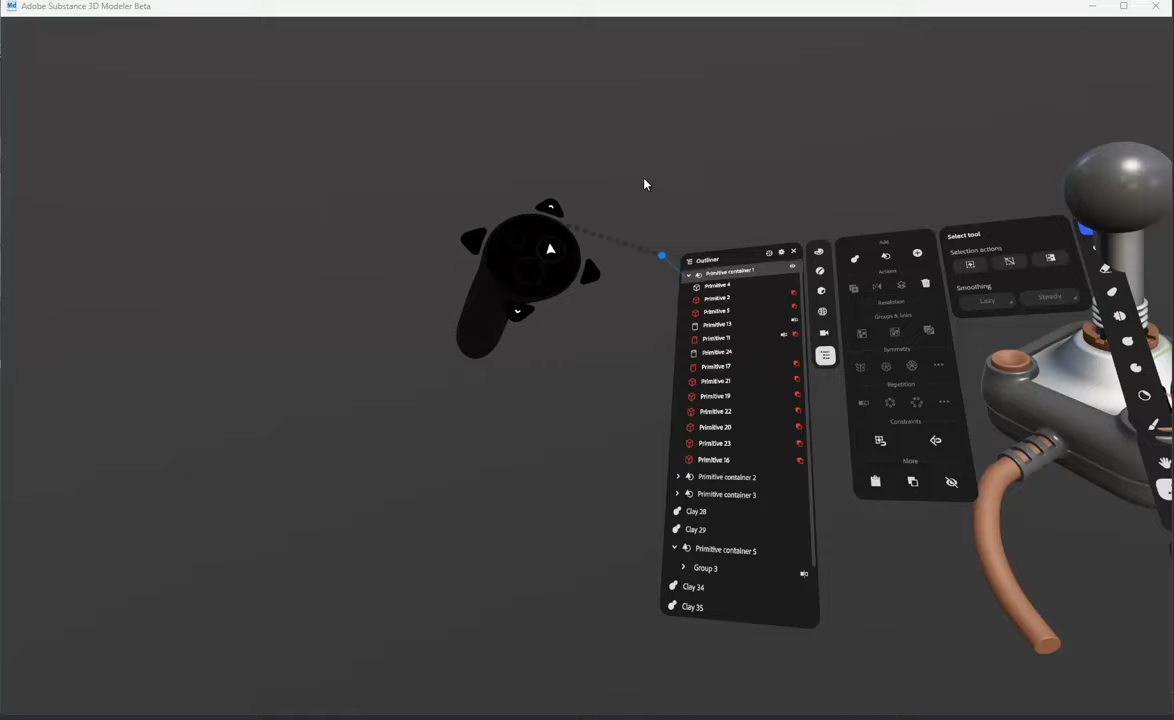 Adobe Substance 3D Modeler Beta
Outliner
Primitive container 1
Primitive 4
Primitive 2
Primitive 5
Primitive 13
Primitive 11
Primitive 24
Primitive 17
Primitive 21
Primitive 19
Primitive 22
Primitive 20
Primitive 23
Primitive 16
Primitive container 2
Primitive container 3
Clay 28
Clay 29
Primitive container 5
Group 3
Clay 34
Clay 35
Add
Actions
Resolution
Groups & links
Symmetry
Repetition
Constraints
More
Select tool
Selection actions
Smoothing
Lazy
Steady